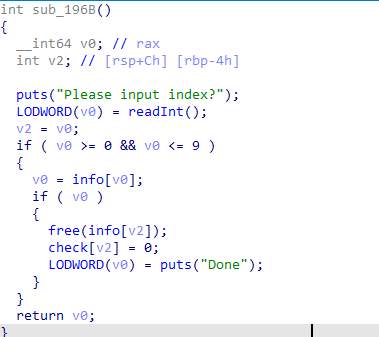 int sub_196B()
{
  __int64 v0; // rax
  int v2; // [rsp+Ch] [rbp-4h]

  puts("Please input index?");
  LODWORD(v0) = readInt();
  v2 = v0;
  if ( v0 >= 0 && v0 <= 9 )
  {
    v0 = info[v0];
    if ( v0 )
    {
      free(info[v2]);
      check[v2] = 0;
      LODWORD(v0) = puts("Done");
    }
  }
  return v0;
}